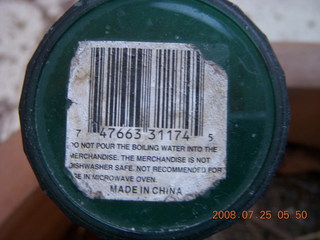 7 47663 31174 5
DO NOT POUR THE BOILING WATER INTO THE
MERCHANDISE. THE MERCHANDISE IS NOT
DISHWASHER SAFE. NOT RECOMMENDED FOR
SE IN MICROWAVE OVEN.
MADE IN CHINA
2008.07.25 05:50